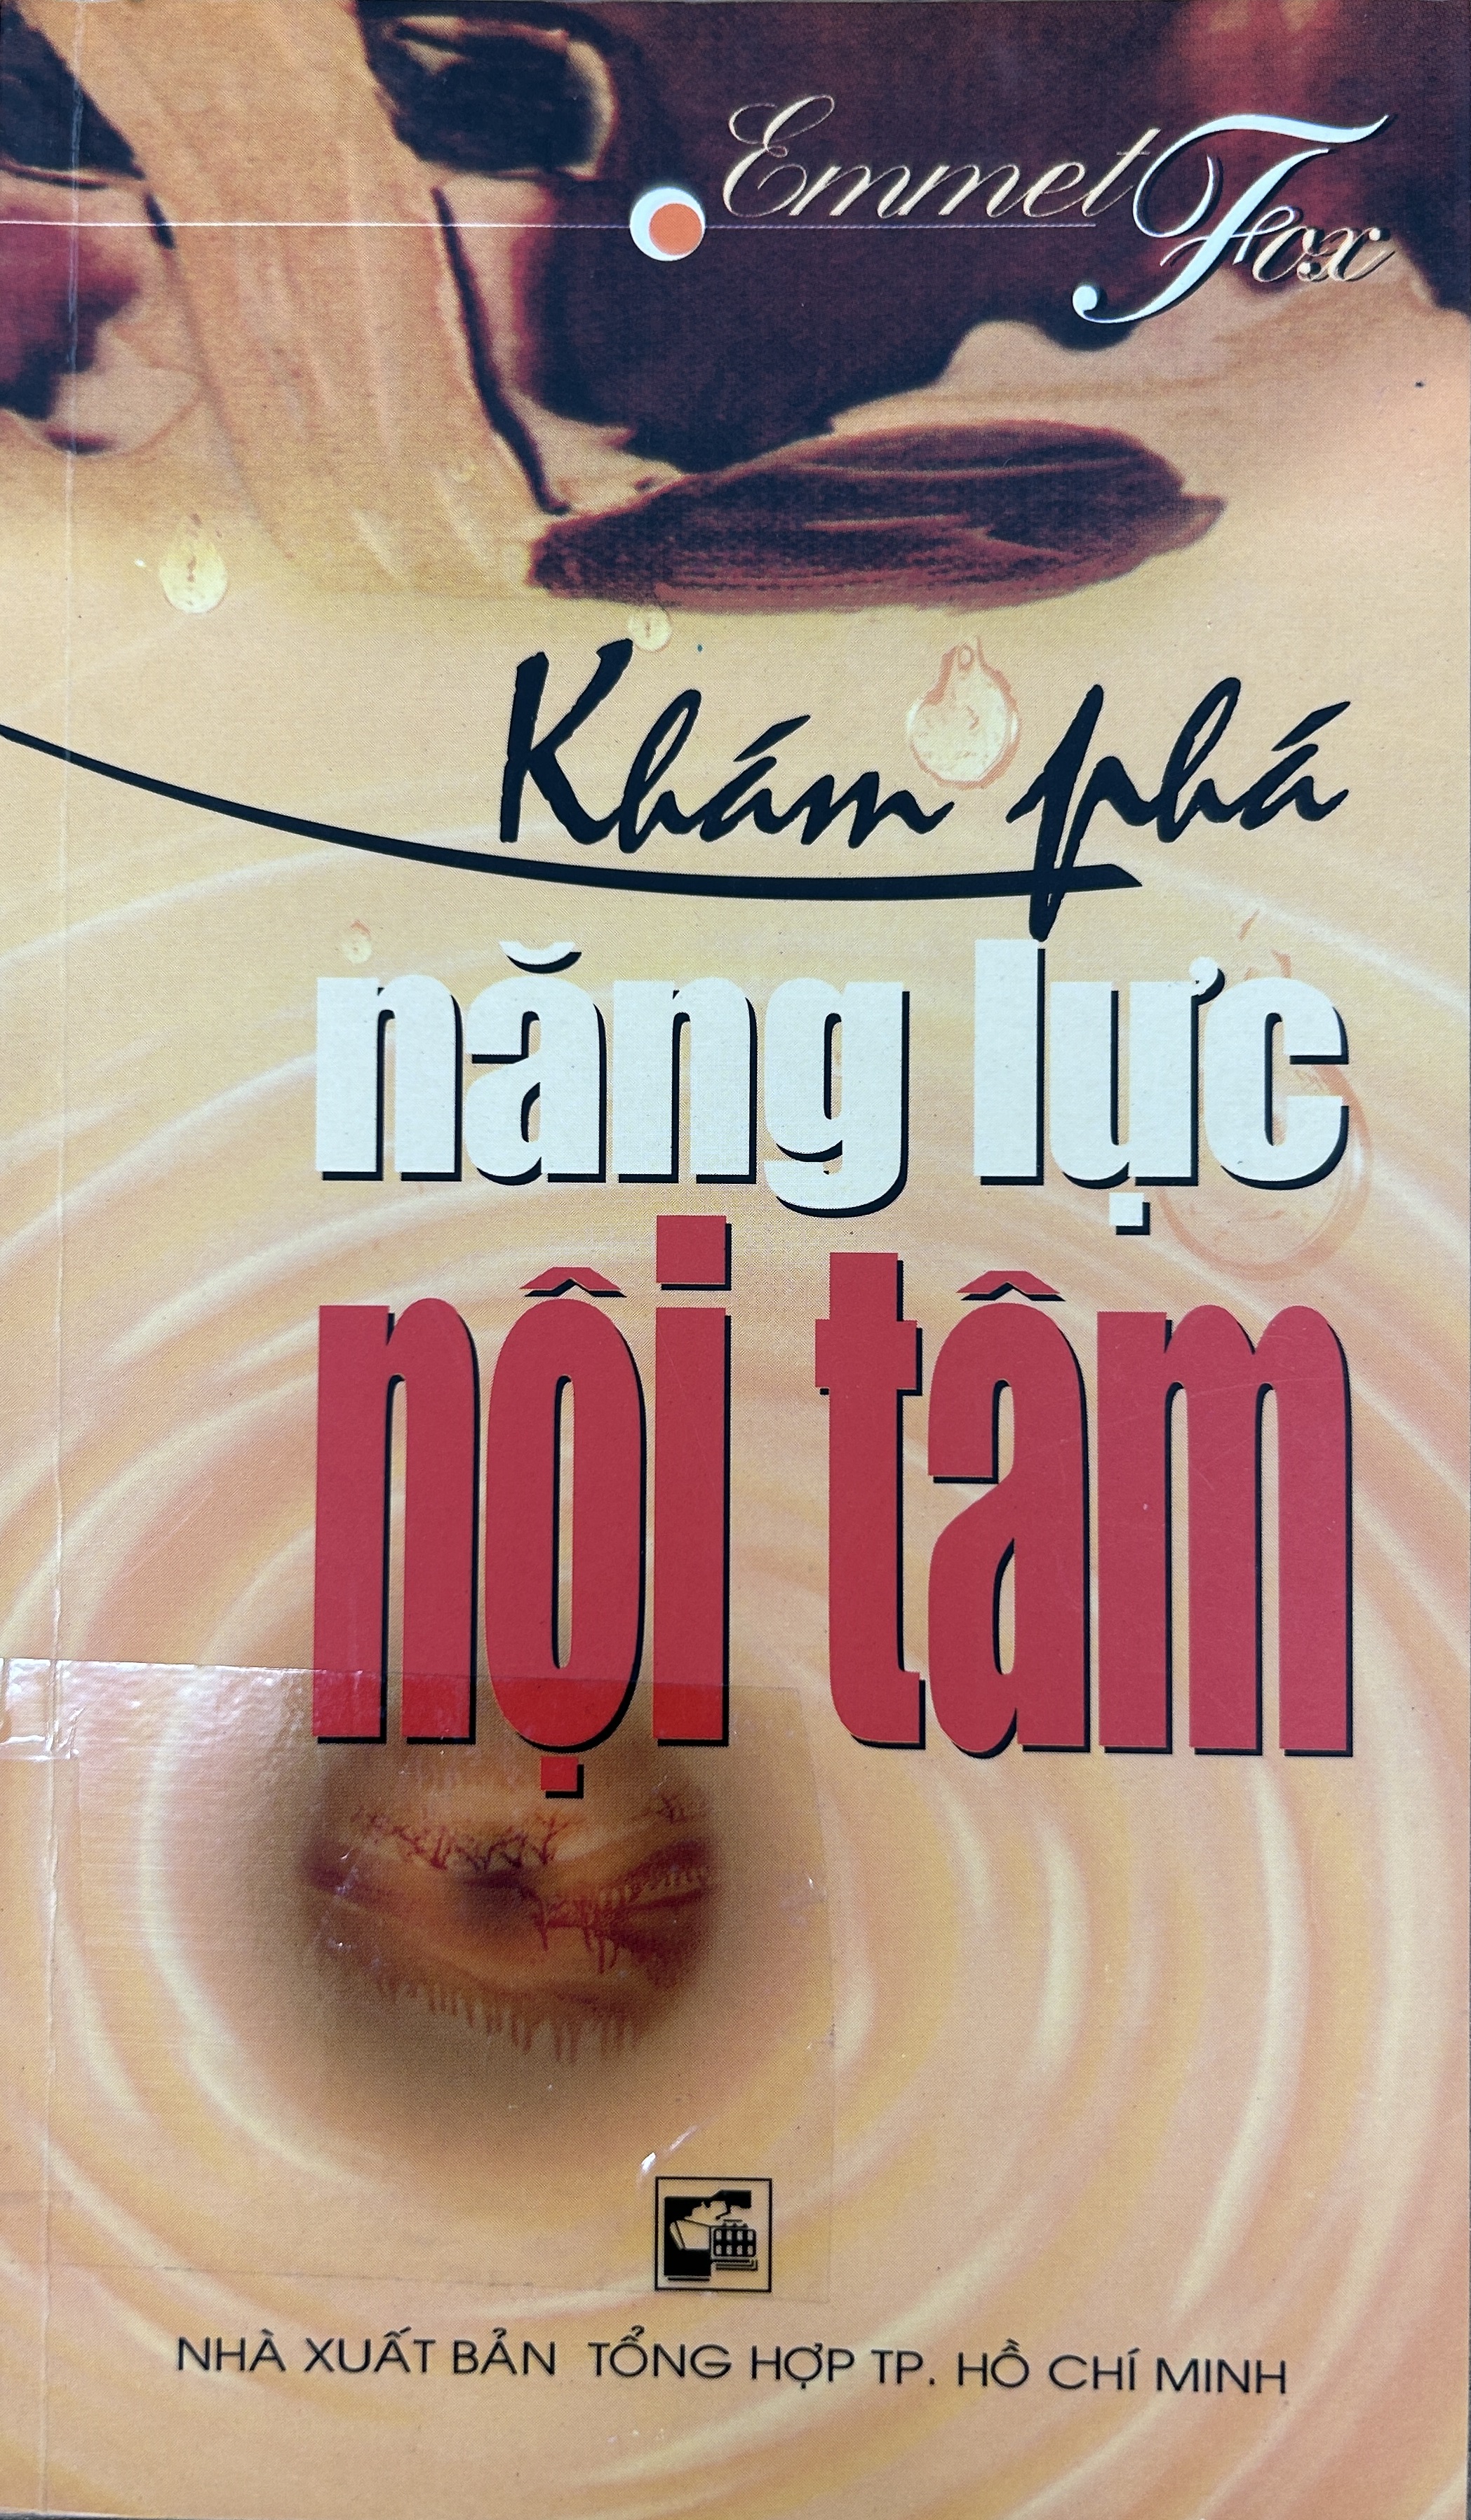 Emmet Fox
Khám phá
năng lực
nội tâm
NHÀ XUẤT BẢN TỔNG HỢP TP. HỒ CHÍ MINH